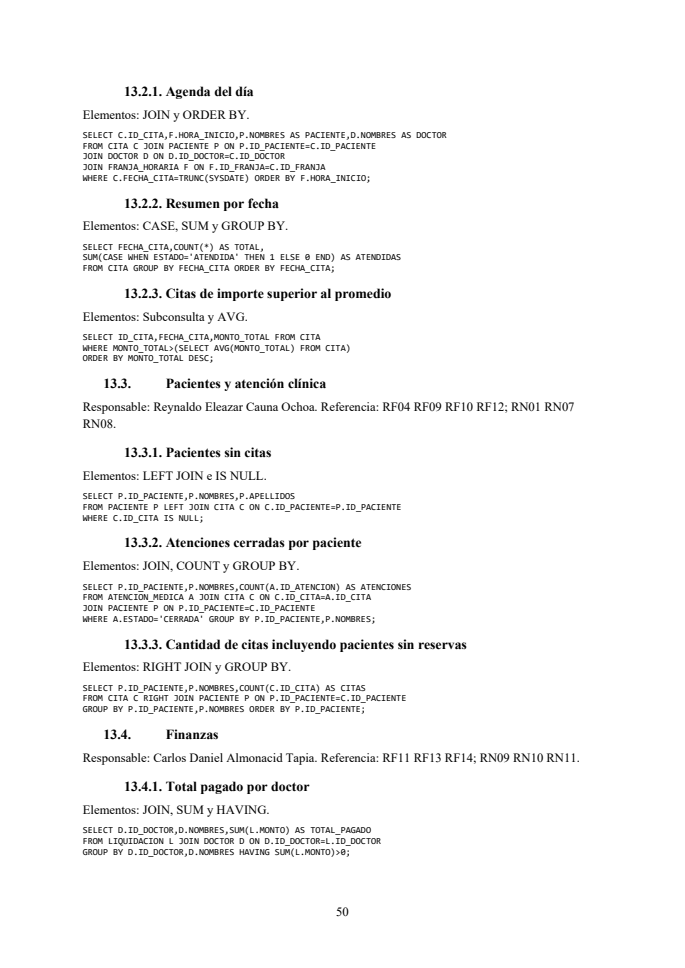 13.2.1. Agenda del día
Elementos: JOIN y ORDER BY.
SELECT C.ID_CITA,F.HORA_INICIO,P.NOMBRES AS PACIENTE,D.NOMBRES AS DOCTOR
FROM CITA C JOIN PACIENTE P ON P.ID_PACIENTE=C.ID_PACIENTE
JOIN DOCTOR D ON D.ID_DOCTOR=C.ID_DOCTOR
JOIN FRANJA_HORARIA F ON F.ID_FRANJA=C.ID_FRANJA
WHERE C.FECHA_CITA=TRUNC(SYSDATE) ORDER BY F.HORA_INICIO;
13.2.2. Resumen por fecha
Elementos: CASE, SUM y GROUP BY.
SELECT FECHA_CITA,COUNT(*) AS TOTAL,
SUM(CASE WHEN ESTADO='ATENDIDA' THEN 1 ELSE 0 END) AS ATENDIDAS
FROM CITA GROUP BY FECHA_CITA ORDER BY FECHA_CITA;
13.2.3. Citas de importe superior al promedio
Elementos: Subconsulta y AVG.
SELECT ID_CITA,FECHA_CITA,MONTO_TOTAL FROM CITA
WHERE MONTO_TOTAL>(SELECT AVG(MONTO_TOTAL) FROM CITA)
ORDER BY MONTO_TOTAL DESC;
13.3. Pacientes y atención clínica
Responsable: Reynaldo Eleazar Cauna Ochoa. Referencia: RF04 RF09 RF10 RF12; RN01 RN07
RN08.
13.3.1. Pacientes sin citas
Elementos: LEFT JOIN e IS NULL.
SELECT P.ID_PACIENTE,P.NOMBRES,P.APELLIDOS
FROM PACIENTE P LEFT JOIN CITA C ON C.ID_PACIENTE=P.ID_PACIENTE
WHERE C.ID_CITA IS NULL;
13.3.2. Atenciones cerradas por paciente
Elementos: JOIN, COUNT y GROUP BY.
SELECT P.ID_PACIENTE,P.NOMBRES,COUNT(A.ID_ATENCION) AS ATENCIONES
FROM ATENCION_MEDICA A JOIN CITA C ON C.ID_CITA=A.ID_CITA
JOIN PACIENTE P ON P.ID_PACIENTE=C.ID_PACIENTE
WHERE A.ESTADO='CERRADA' GROUP BY P.ID_PACIENTE,P.NOMBRES;
13.3.3. Cantidad de citas incluyendo pacientes sin reservas
Elementos: RIGHT JOIN y GROUP BY.
SELECT P.ID_PACIENTE,P.NOMBRES,COUNT(C.ID_CITA) AS CITAS
FROM CITA C RIGHT JOIN PACIENTE P ON P.ID_PACIENTE=C.ID_PACIENTE
GROUP BY P.ID_PACIENTE,P.NOMBRES ORDER BY P.ID_PACIENTE;
13.4. Finanzas
Responsable: Carlos Daniel Almonacid Tapia. Referencia: RF11 RF13 RF14; RN09 RN10 RN11.
13.4.1. Total pagado por doctor
Elementos: JOIN, SUM y HAVING.
SELECT D.ID_DOCTOR,D.NOMBRES,SUM(L.MONTO) AS TOTAL_PAGADO
FROM LIQUIDACION L JOIN DOCTOR D ON D.ID_DOCTOR=L.ID_DOCTOR
GROUP BY D.ID_DOCTOR,D.NOMBRES HAVING SUM(L.MONTO)>0;
50